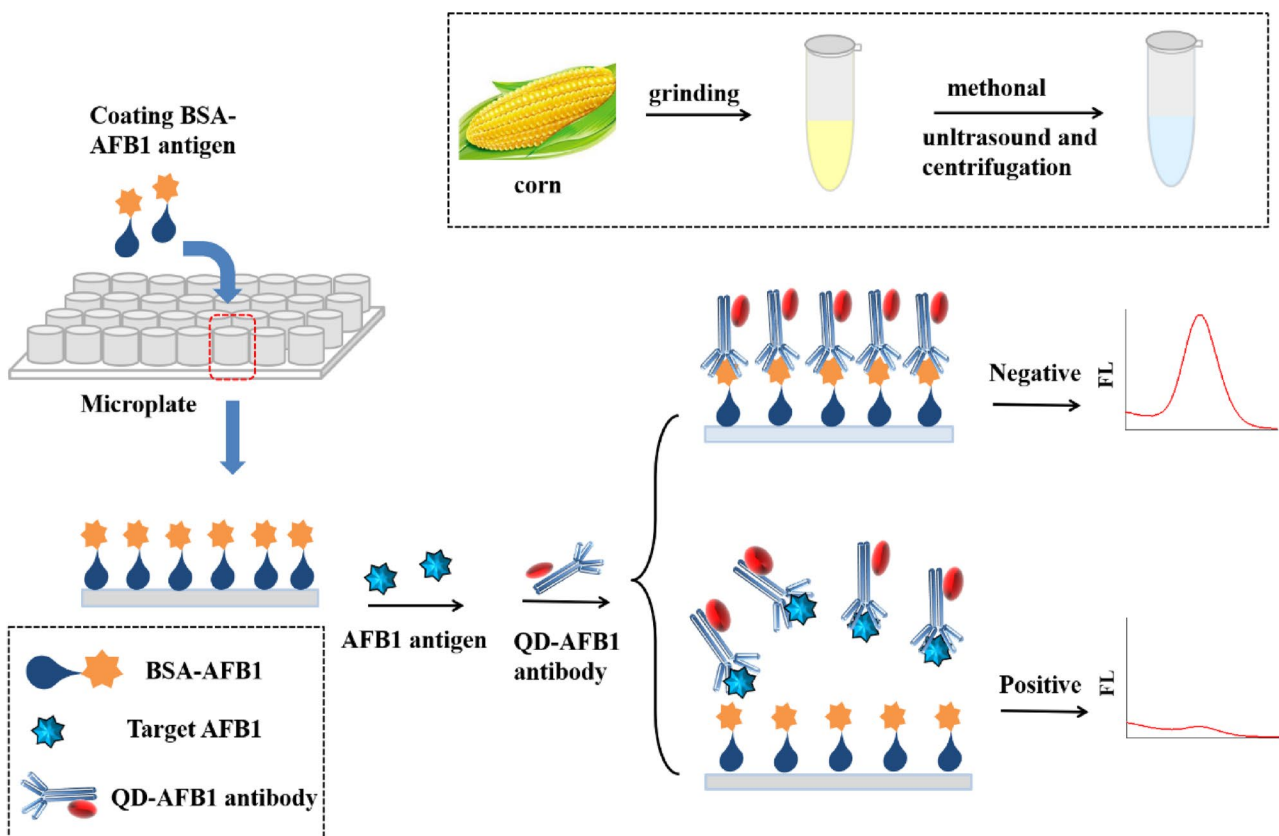 Coating BSA-
AFB1 antigen
Microplate
corn
grinding
methonal
unltrasound and
centrifugation
AFB1 antigen
QD-AFB1
antibody
Negative
FL
Positive
FL
BSA-AFB1
Target AFB1
QD-AFB1 antibody